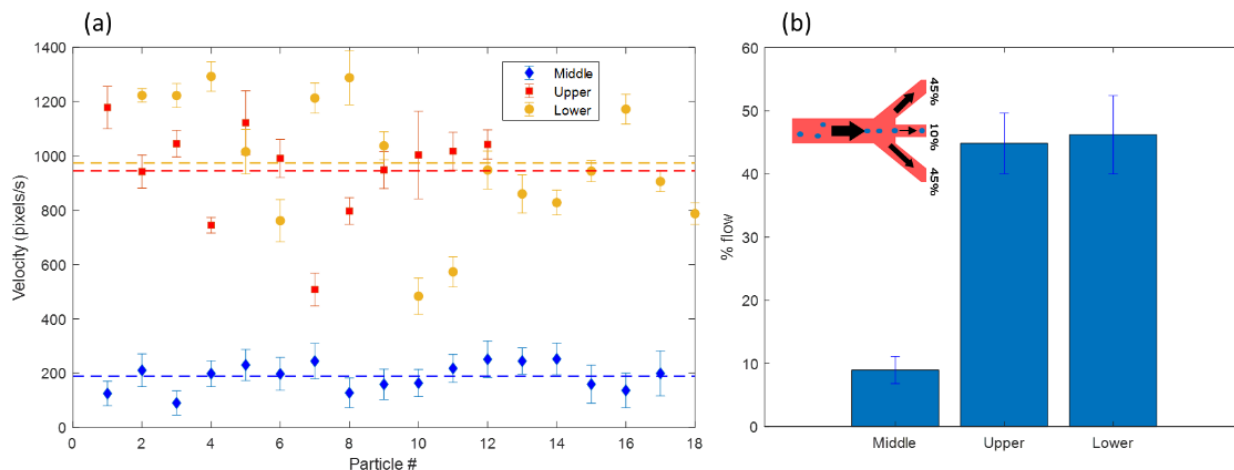 (a)
1400
1200
1000
800
600
400
200
0
Velocity (pixels/s)
Middle
Upper
Lower
0 2 4 6 8 10 12 14 16 18
Particle #
(b)
60
50
40
30
20
10
0
% flow
45%
10%
45%
Middle Upper Lower